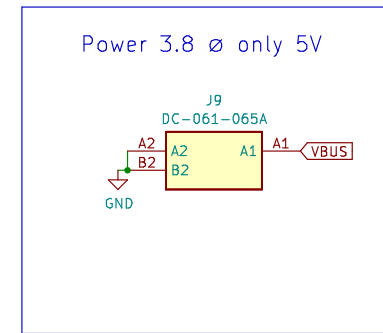 Power 3.8 ø only 5V
J9
DC-061-065A
A2 A2 A1 A1 VBUS
B2 B2
GND